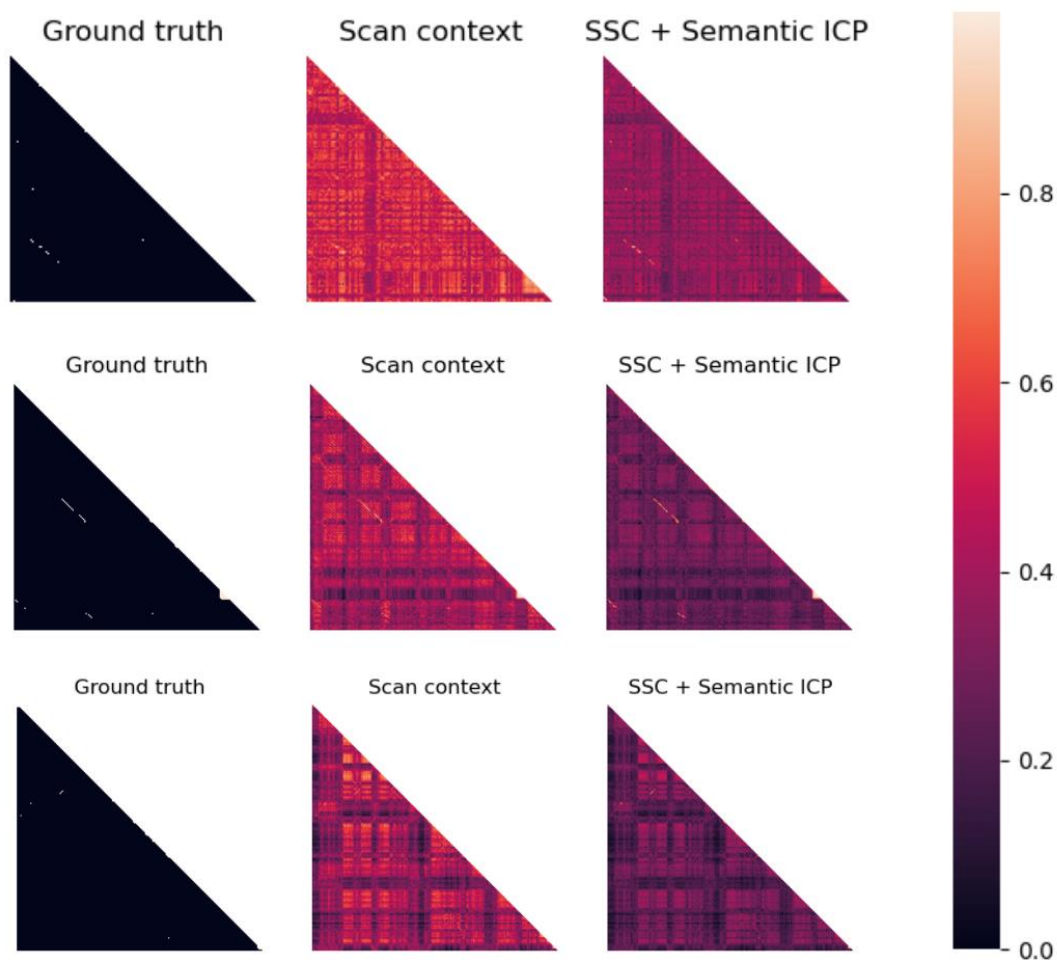 Ground truth Scan context SSC + Semantic ICP
0.8
0.6
Ground truth Scan context SSC + Semantic ICP
0.4
Ground truth Scan context SSC + Semantic ICP
0.2
0.0